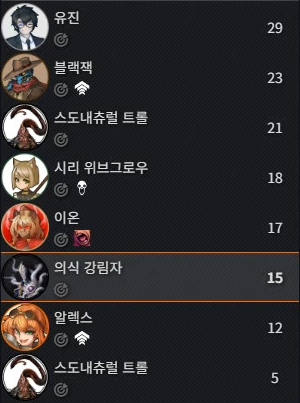 유진
29
블랙잭
23
스도내츄럴 트롤
21
시리 위브그로우
18
이온
17
의식 강림자
15
알렉스
12
스도내츄럴 트롤
5